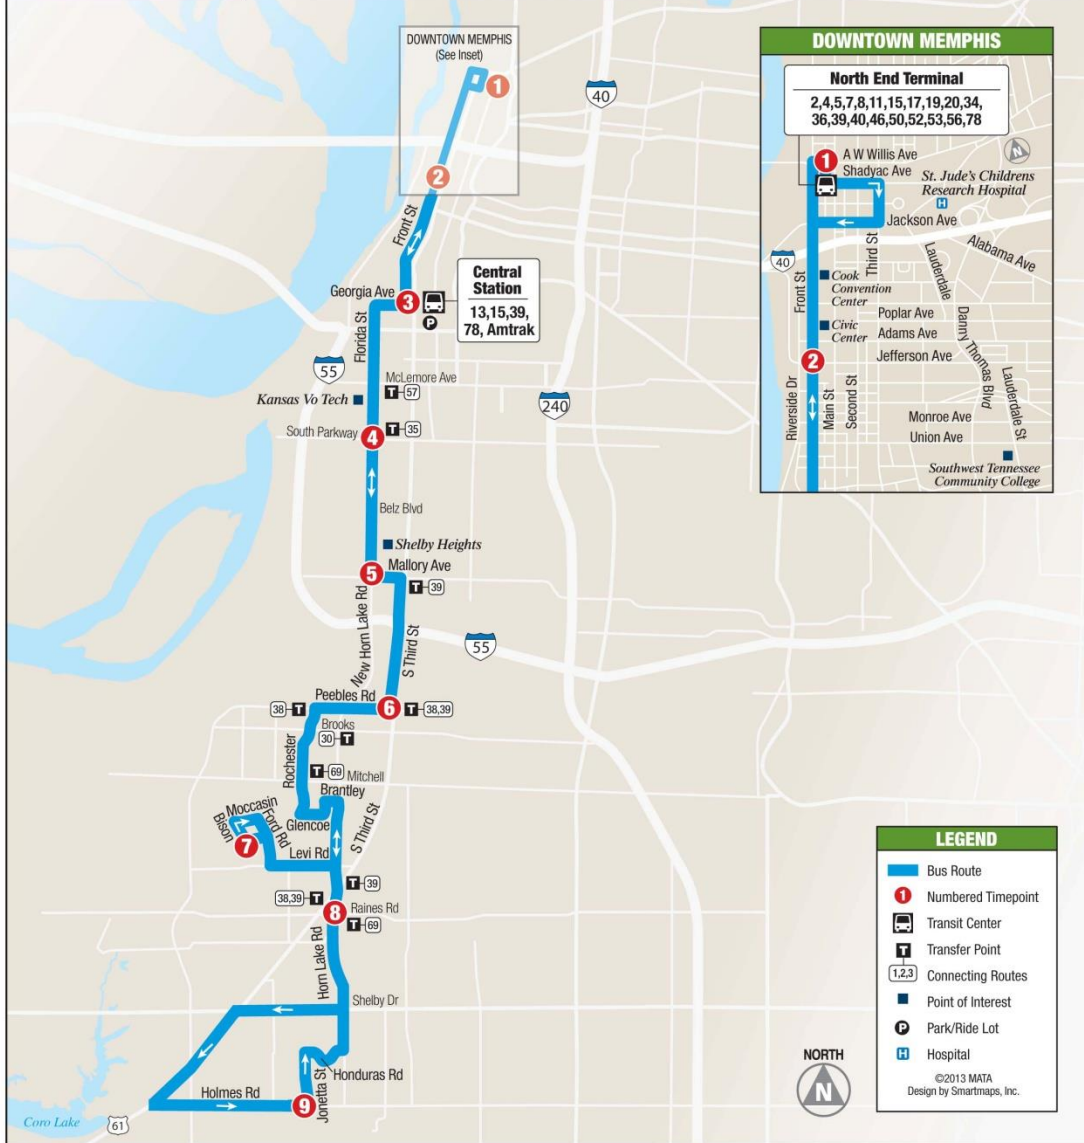 DOWNTOWN MEMPHIS
(See Inset)
1
40
2
Front St
Georgia Ave
3
P
Central
Station
13,15,39,
78, Amtrak
Florida St
55
McLemore Ave
T
57
Kansas Vo Tech
240
South Parkway
4
T
35
Belz Blvd
Shelby Heights
5
Mallory Ave
T
39
New Horn Lake Rd
S Third St
55
Peebles Rd
38
T
6
T
38,39
Brooks
30
T
Rochester
T
69
Mitchell
Brantley
Glencoe
S Third St
Moccasin
Bison
Ford Rd
7
Levi Rd
T
39
38,39
T
8
Raines Rd
T
69
Horn Lake Rd
Shelby Dr
Honduras Rd
Jonetta St
Holmes Rd
9
Coro Lake
61
DOWNTOWN MEMPHIS
North End Terminal
2,4,5,7,8,11,15,17,19,20,34,
36,39,40,46,50,52,53,56,78
1
A W Willis Ave
Shadyac Ave
N
St. Jude's Childrens
Research Hospital
H
Jackson Ave
Third St
Alabama Ave
40
Lauderdale
Front St
Cook
Convention
Center
Poplar Ave
Civic
Center
Adams Ave
Danny Thomas Blvd
2
Jefferson Ave
Lauderdale St
Riverside Dr
Main St
Second St
Monroe Ave
Union Ave
Southwest Tennessee
Community College
LEGEND
Bus Route
1 Numbered Timepoint
Transit Center
T Transfer Point
1,2,3 Connecting Routes
Point of Interest
P Park/Ride Lot
H Hospital
©2013 MATA
Design by Smartmaps, Inc.
NORTH
N